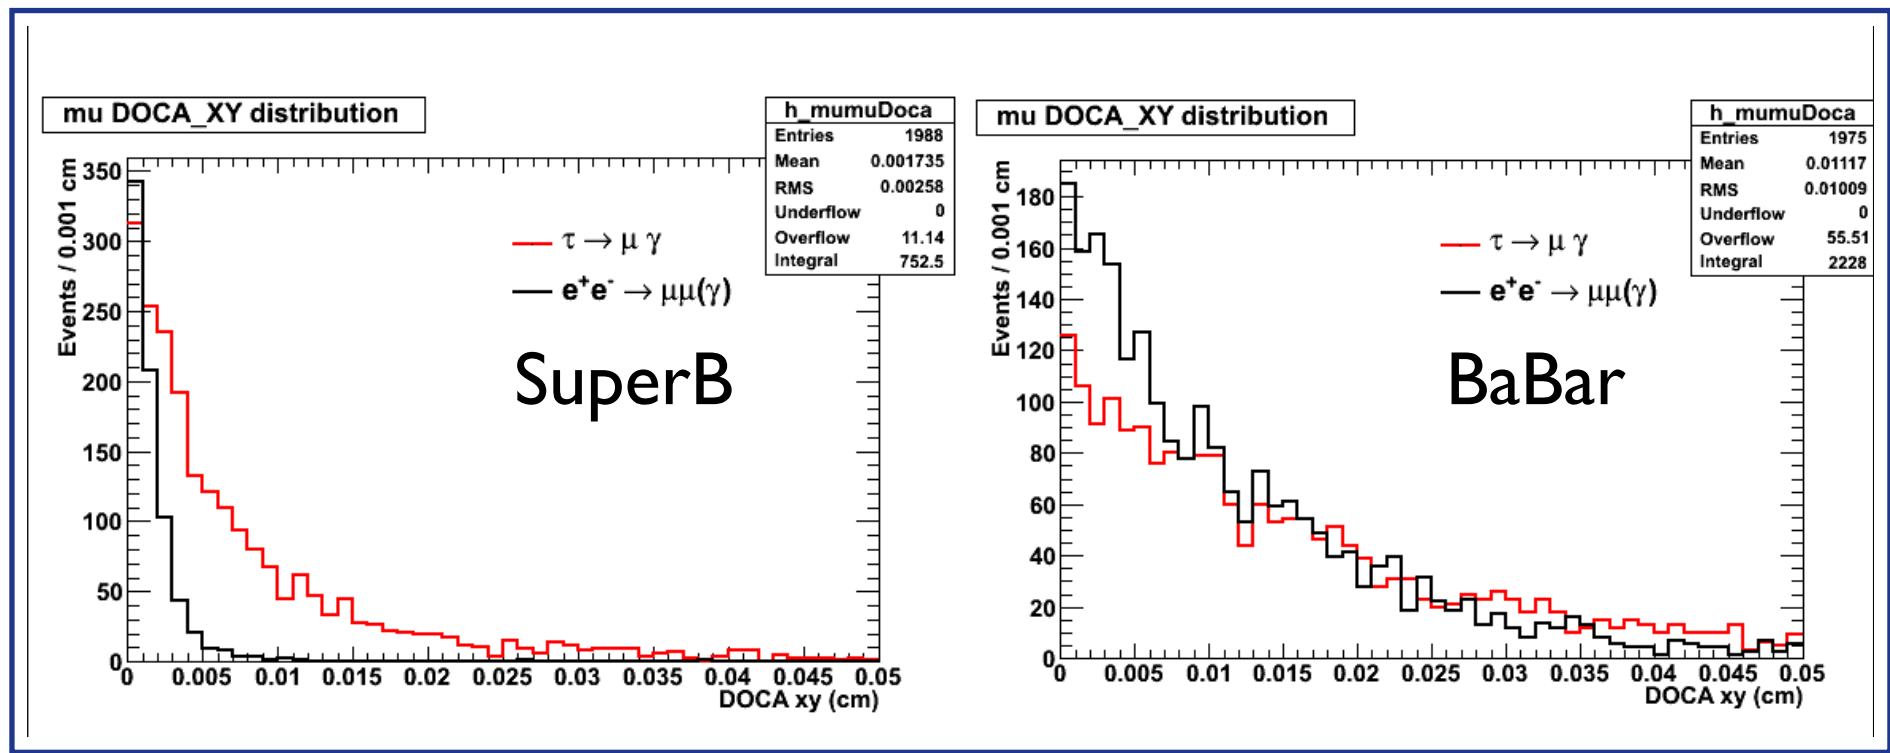 mu DOCA_XY distribution
h_mumuDoca
Entries 1988
Mean 0.001735
RMS 0.00258
Underflow 0
Overflow 11.14
Integral 752.5
Events / 0.001 cm
350
300
250
200
150
100
50
0
τ → μ γ
e⁺e⁻ → μμ(γ)
SuperB
0 0.005 0.01 0.015 0.02 0.025 0.03 0.035 0.04 0.045 0.05
DOCA xy (cm)
mu DOCA_XY distribution
h_mumuDoca
Entries 1975
Mean 0.01117
RMS 0.01009
Underflow 0
Overflow 55.51
Integral 2228
Events / 0.001 cm
180
160
140
120
100
80
60
40
20
0
τ → μ γ
e⁺e⁻ → μμ(γ)
BaBar
0 0.005 0.01 0.015 0.02 0.025 0.03 0.035 0.04 0.045 0.05
DOCA xy (cm)